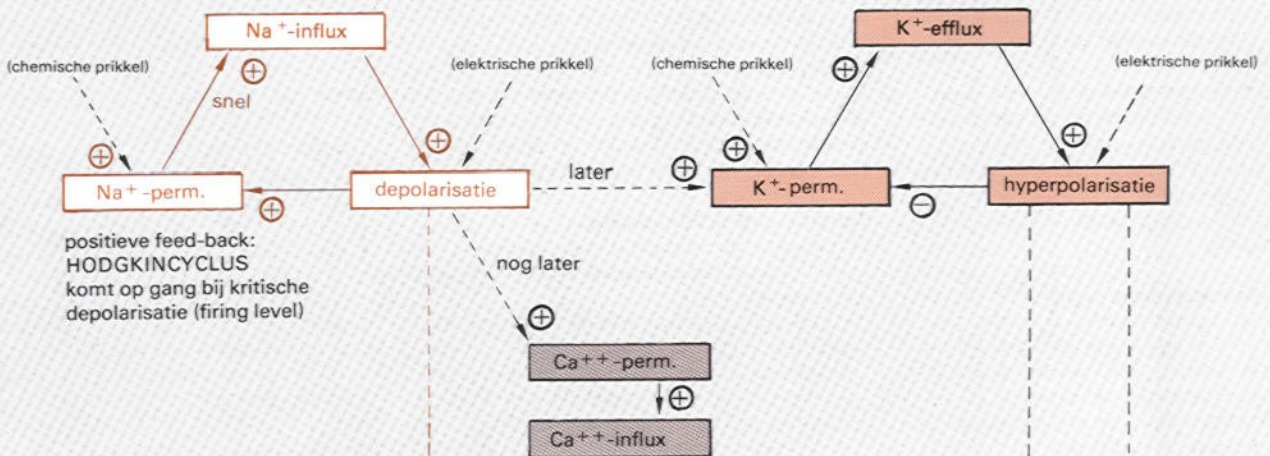 Na⁺-influx
K⁺-efflux
(chemische prikkel)
⊕
snel
(elektrische prikkel)
(chemische prikkel)
⊕
(elektrische prikkel)
⊕
⊕
later
⊕
⊕
⊕
Na⁺-perm.
depolarisatie
K⁺-perm.
hyperpolarisatie
⊕
⊖
positieve feed-back:
HODGKINCYCLUS
komt op gang bij kritische
depolarisatie (firing level)
nog later
⊕
Ca⁺⁺-perm.
⊕
Ca⁺⁺-influx